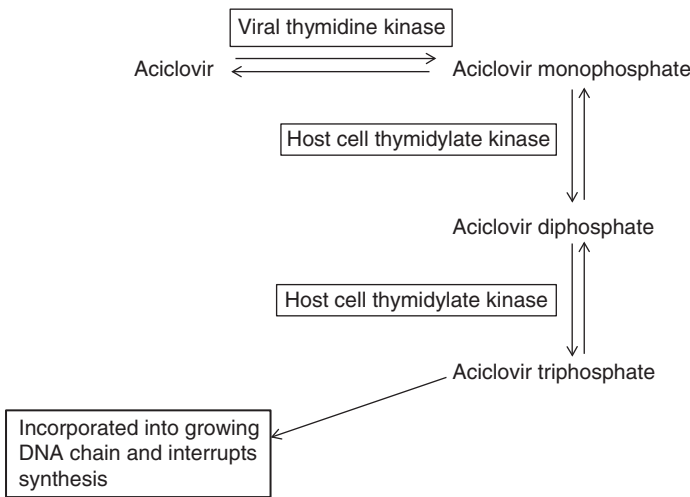 Viral thymidine kinase
Aciclovir
Aciclovir monophosphate
Host cell thymidylate kinase
Aciclovir diphosphate
Host cell thymidylate kinase
Aciclovir triphosphate
Incorporated into growing
DNA chain and interrupts
synthesis